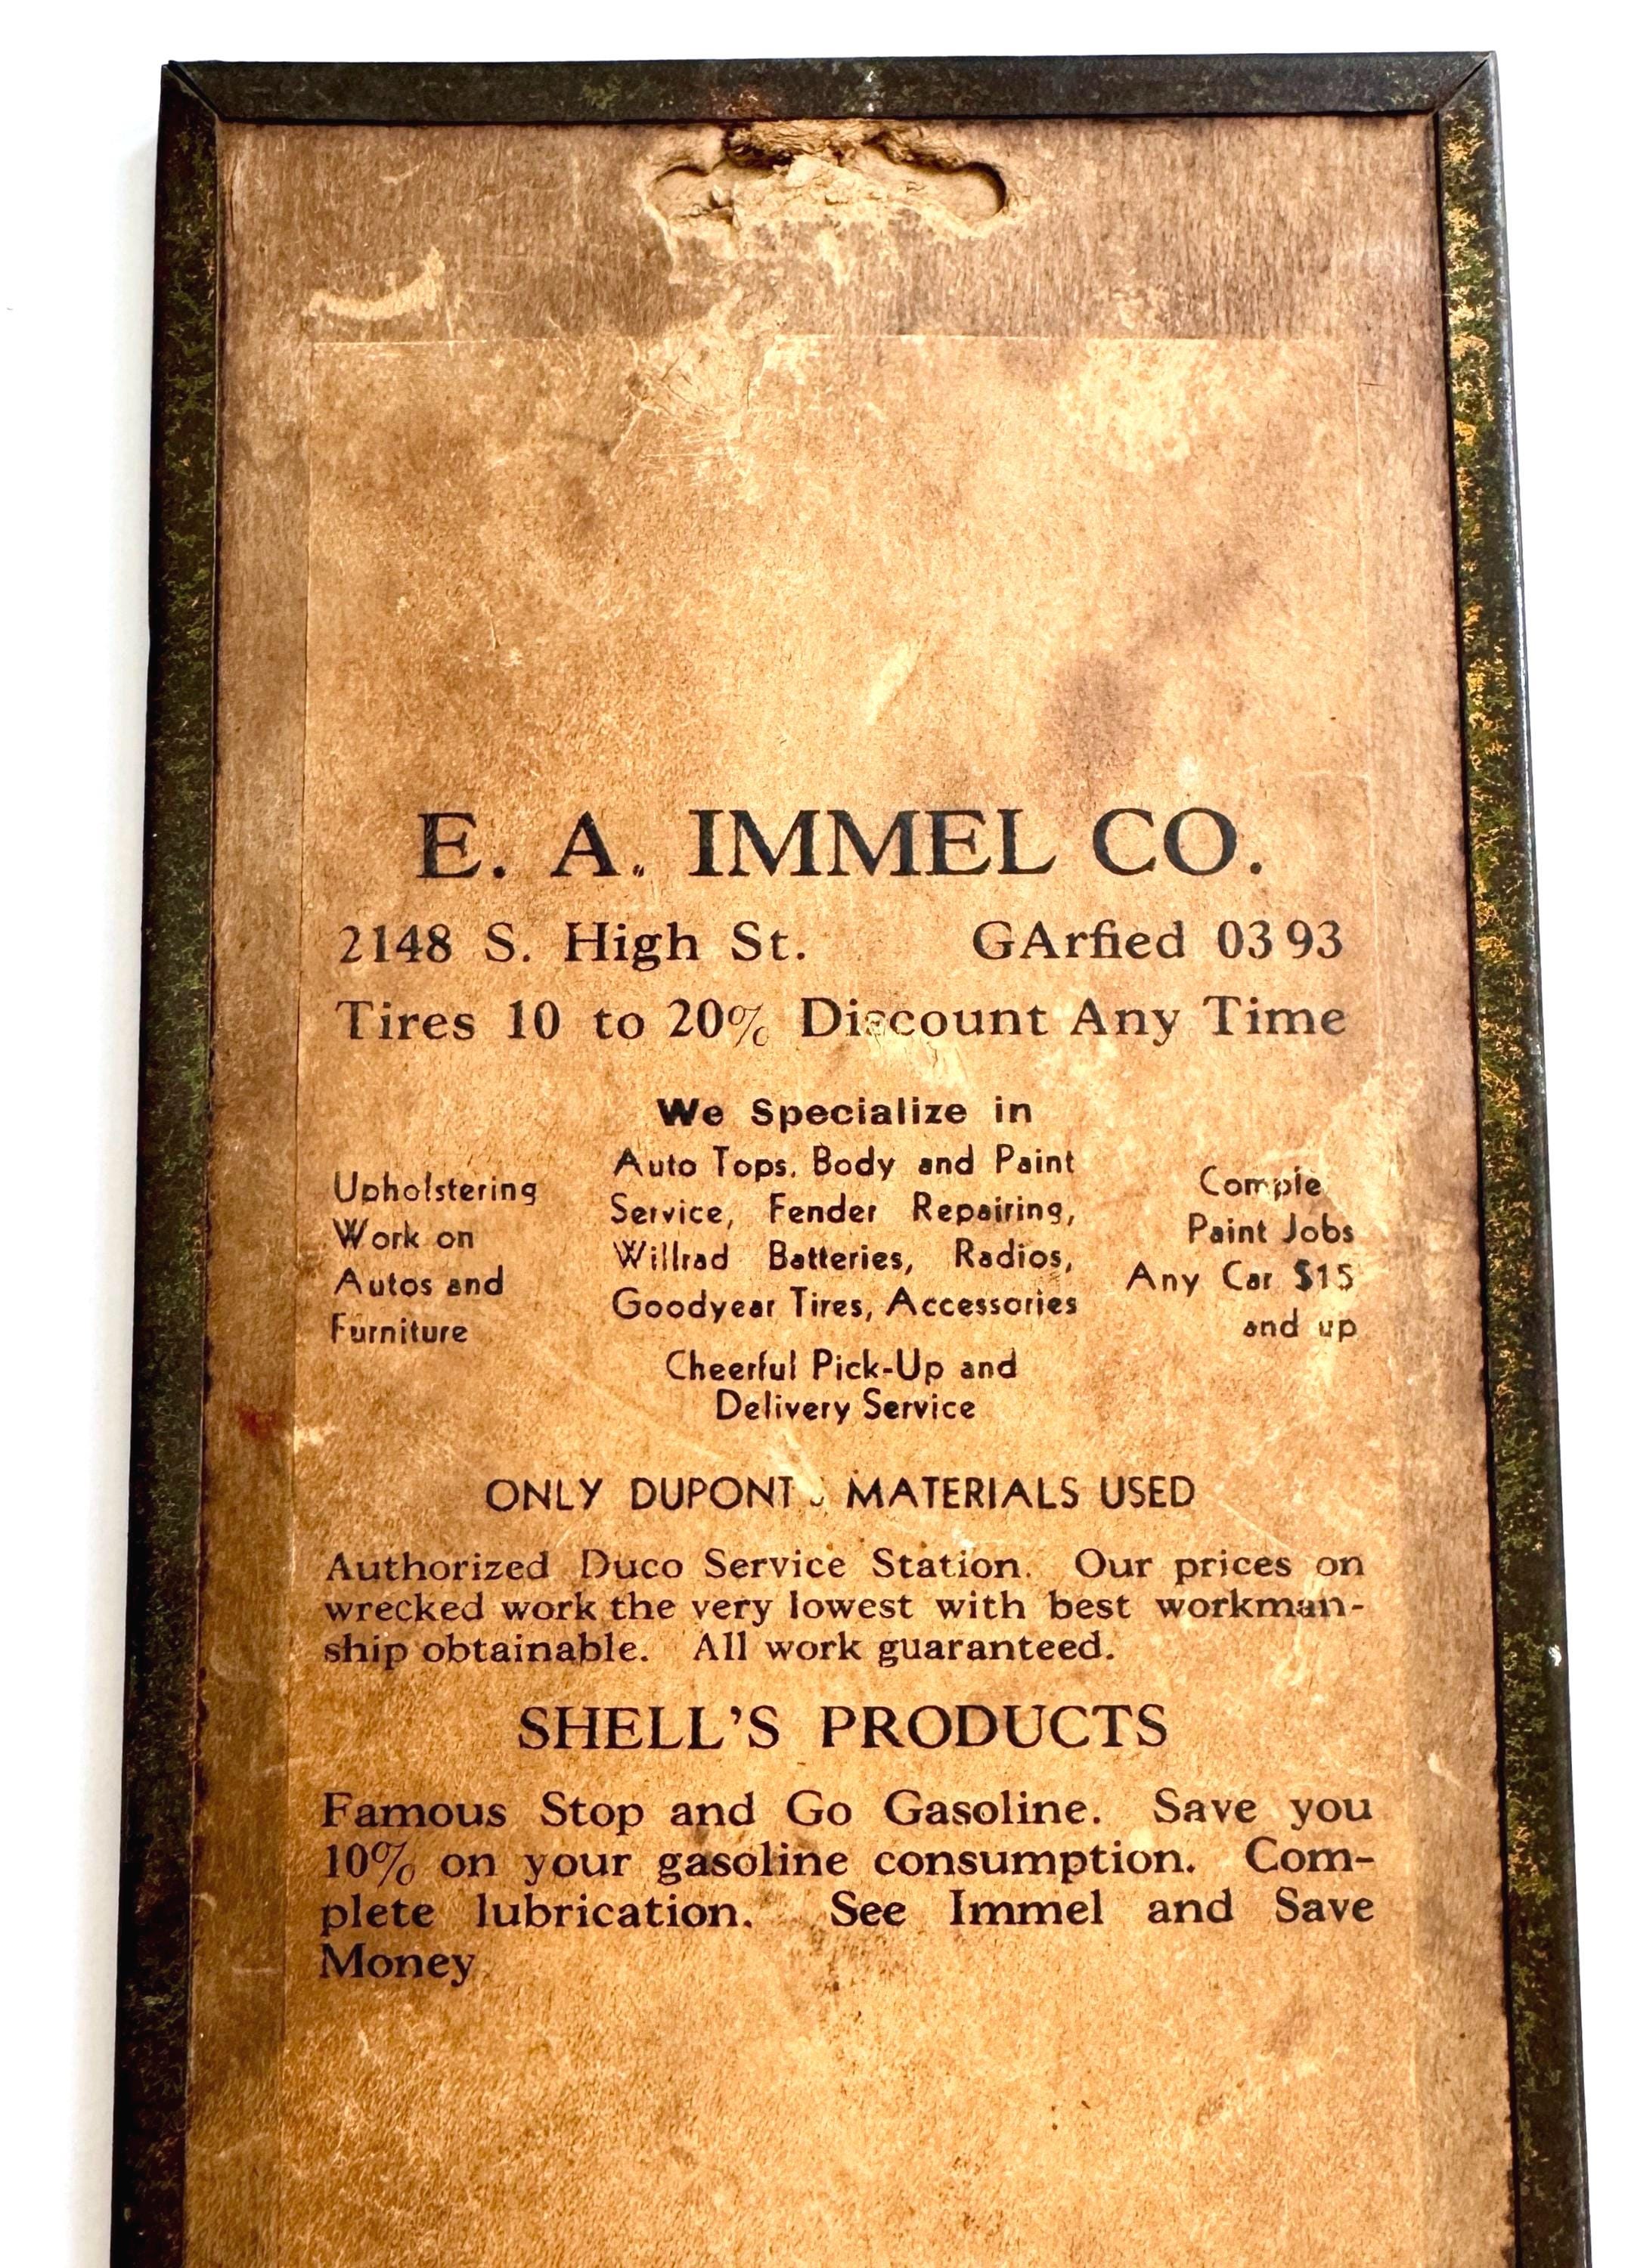 E. A. IMMEL CO.
2148 S. High St. GArfied 0393
Tires 10 to 20% Discount Any Time
We Specialize in
Upholstering
Work on
Autos and
Furniture
Auto Tops, Body and Paint
Service, Fender Repairing,
Willrad Batteries, Radios,
Goodyear Tires, Accessories
Comple
Paint Jobs
Any Car $15
and up
Cheerful Pick-Up and
Delivery Service
ONLY DUPONT MATERIALS USED
Authorized Duco Service Station. Our prices on
wrecked work the very lowest with best workman-
ship obtainable. All work guaranteed.
SHELL'S PRODUCTS
Famous Stop and Go Gasoline. Save you
10% on your gasoline consumption. Com-
plete lubrication. See Immel and Save
Money